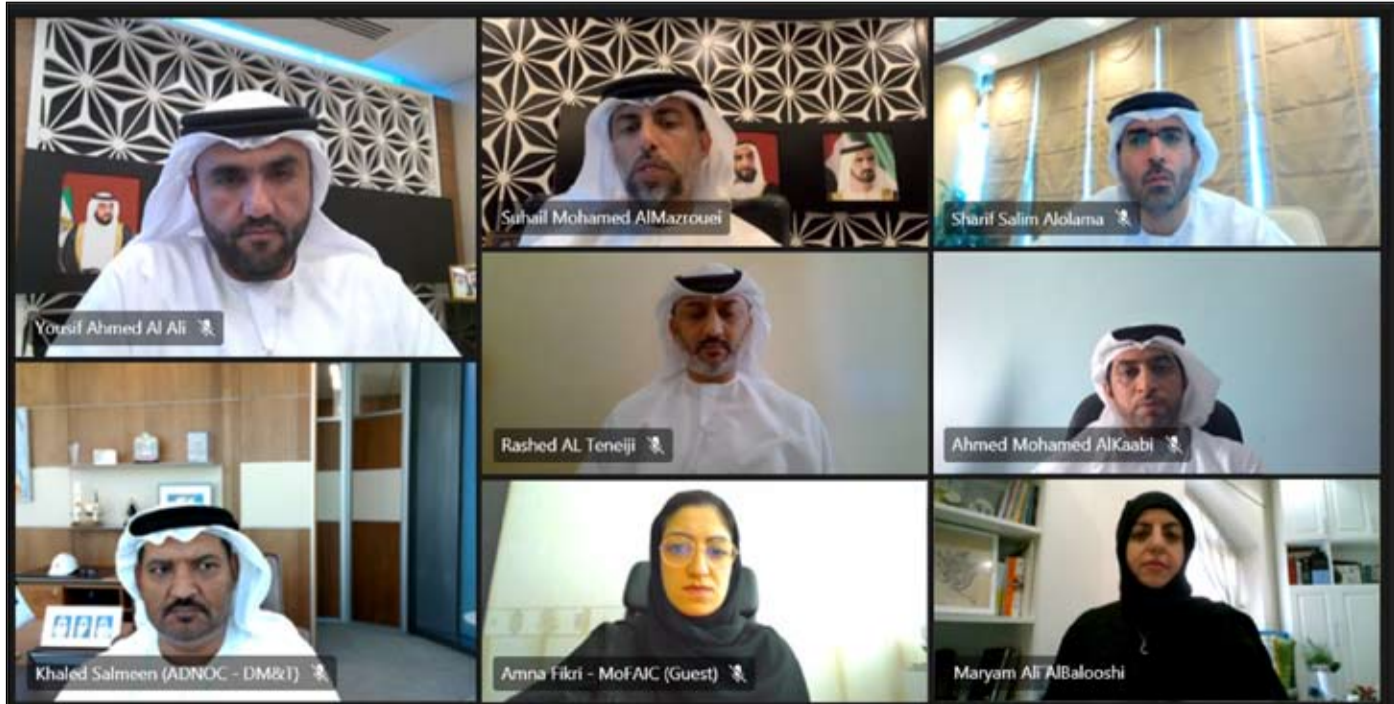 Yousif Ahmed Al Ali
Suhail Mohamed AlMazrouei
Sharif Salim Alolama
Rashed AL Teneiji
Ahmed Mohamed AlKaabi
Khaled Salmeen (ADNOC - DM&T)
Amna Fikri - MoFAIC (Guest)
Maryam Ali AlBalooshi